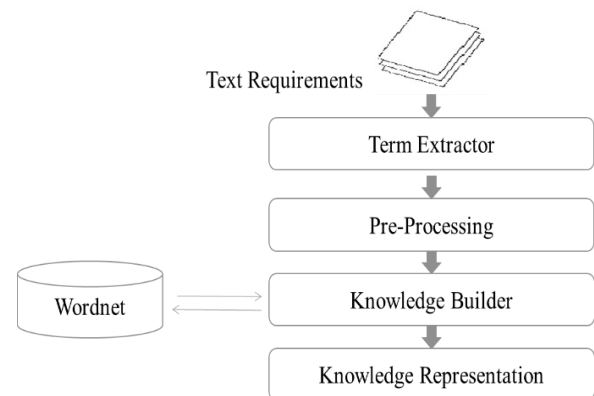 Text Requirements
Term Extractor
Pre-Processing
Wordnet
Knowledge Builder
Knowledge Representation